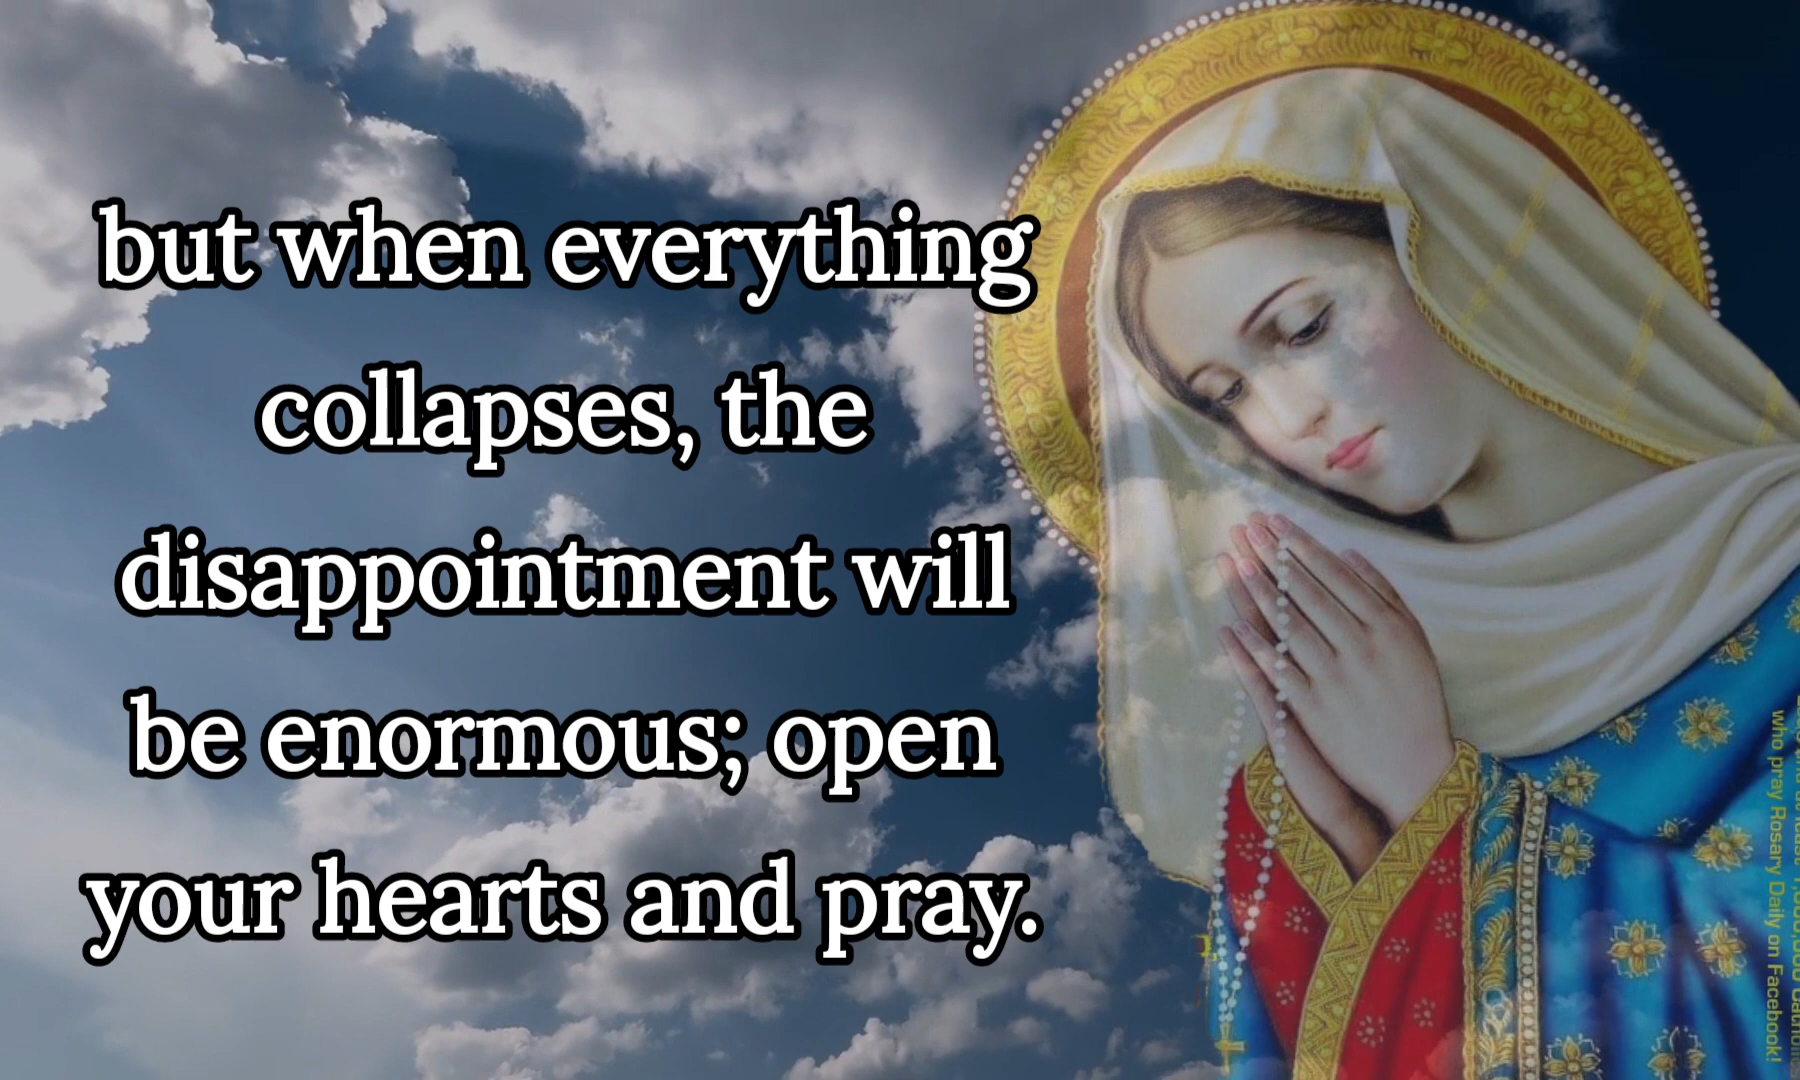 but when everything
collapses, the
disappointment will
be enormous; open
your hearts and pray.
who pray Rosary Daily on Facebook!